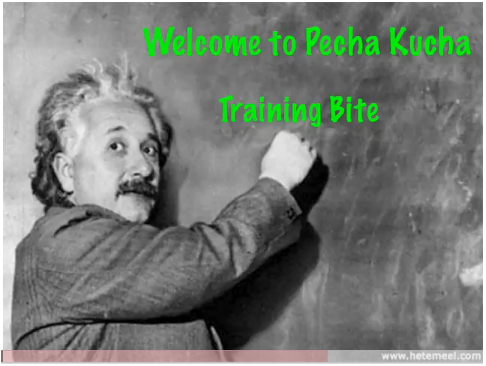 Welcome to Pecha Kucha
Training Bite
www.hetemeel.com